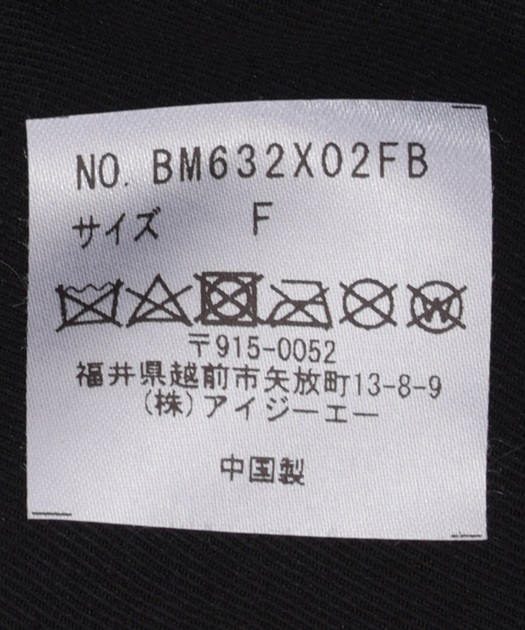 NO. BM632X02FB
サイズ F
〒915-0052
福井県越前市矢放町13-8-9
(株)アイジーエー
中国製